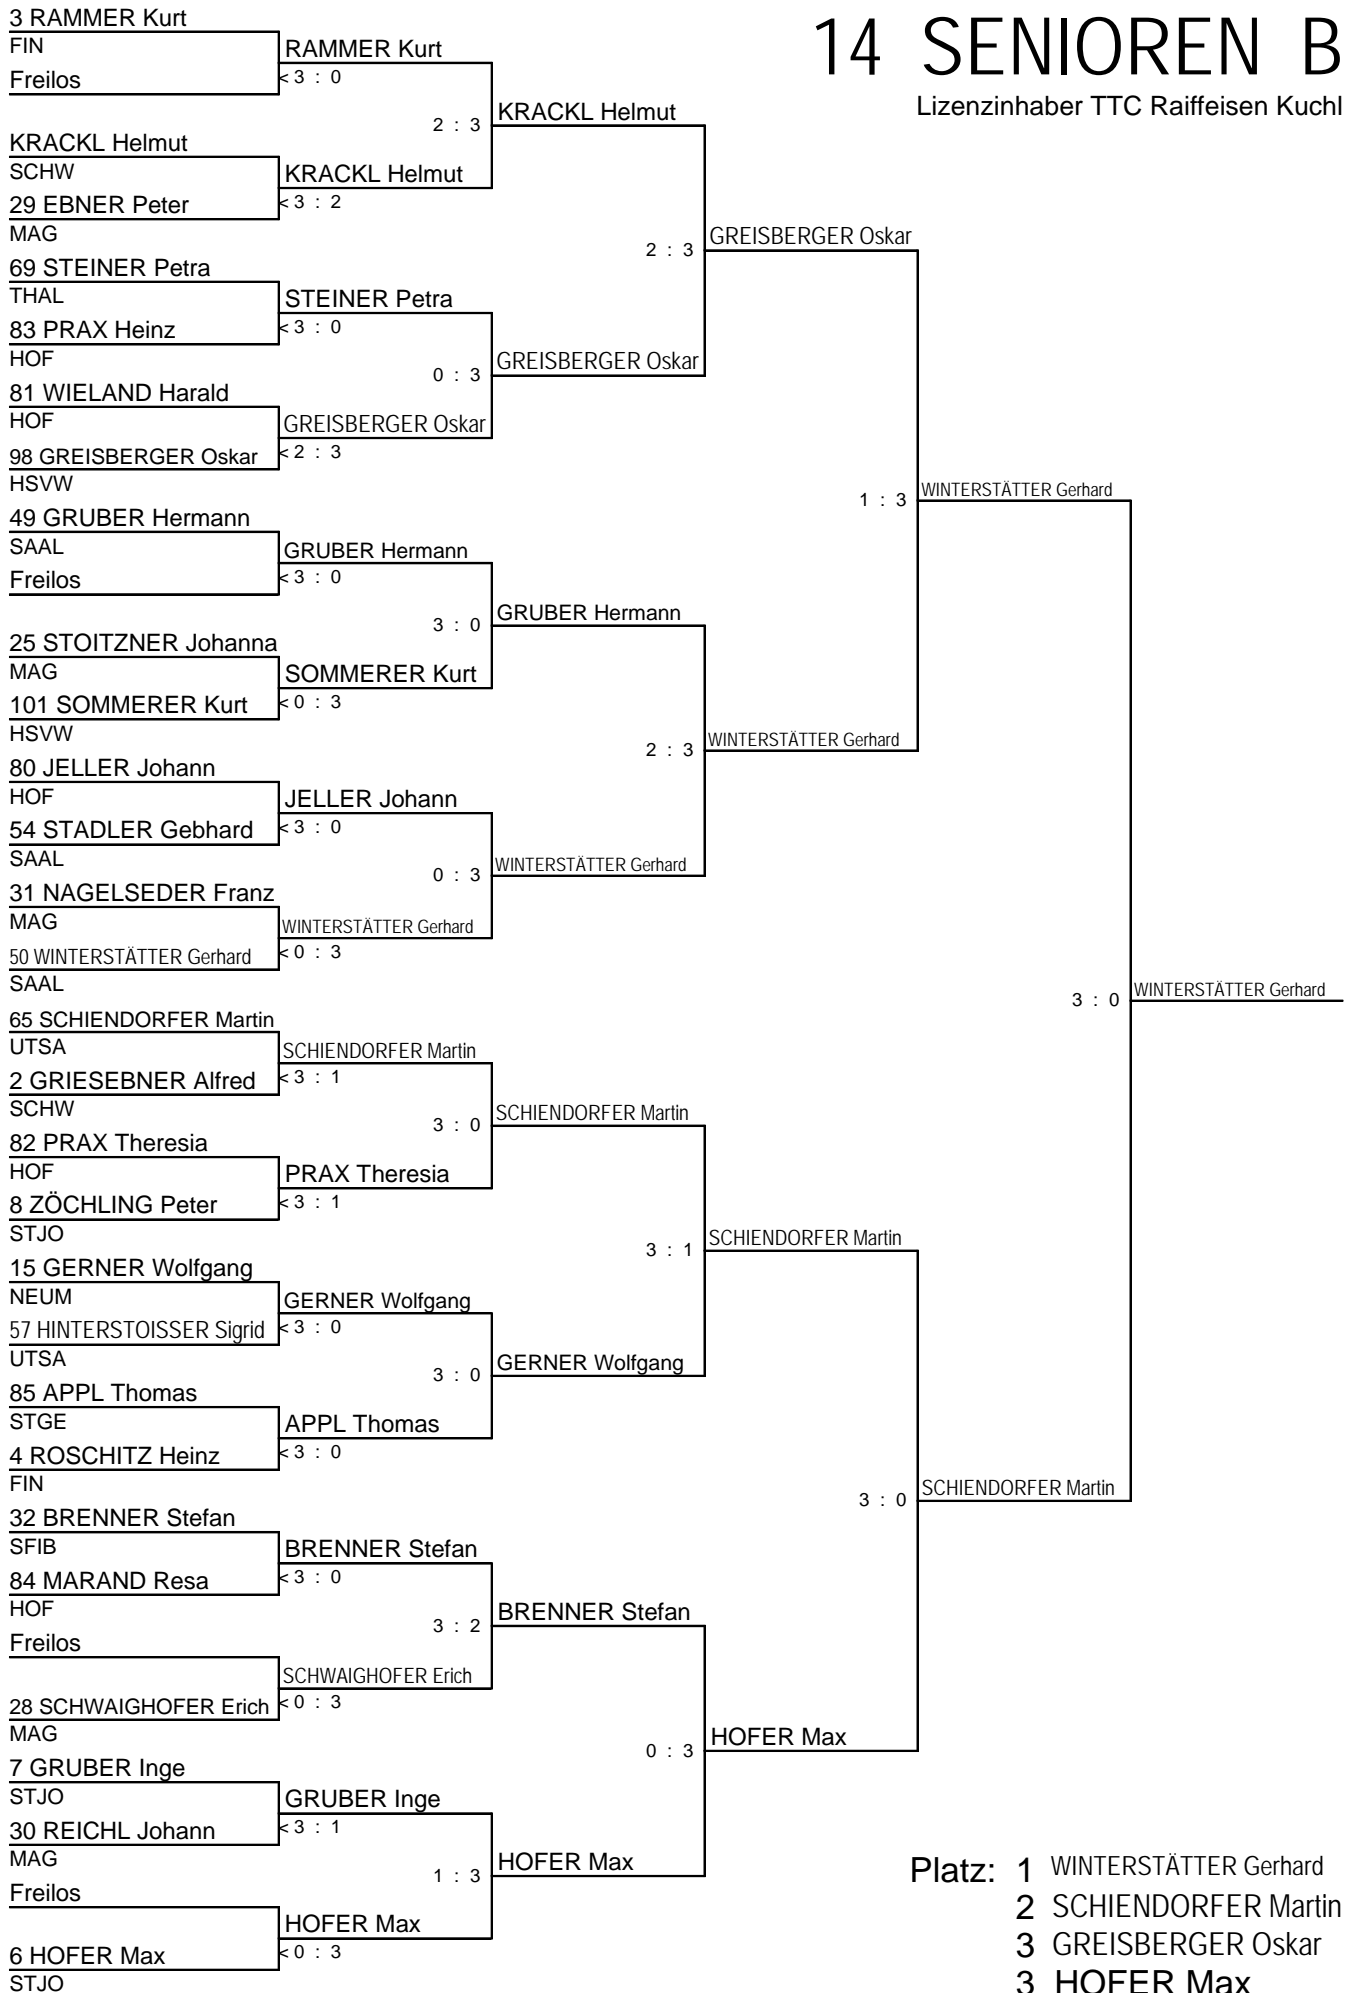 14 SENIOREN B
Lizenzinhaber TTC Raiffeisen Kuchl
3 RAMMER Kurt
FIN
Freilos
KRACKL Helmut
SCHW
29 EBNER Peter
MAG
69 STEINER Petra
THAL
83 PRAX Heinz
HOF
81 WIELAND Harald
HOF
98 GREISBERGER Oskar
HSVW
49 GRUBER Hermann
SAAL
Freilos
25 STOITZNER Johanna
MAG
101 SOMMERER Kurt
HSVW
80 JELLER Johann
HOF
54 STADLER Gebhard
SAAL
31 NAGELSEDER Franz
MAG
50 WINTERSTÄTTER Gerhard
SAAL
65 SCHIENDORFER Martin
UTSA
2 GRIESEBNER Alfred
SCHW
82 PRAX Theresia
HOF
8 ZÖCHLING Peter
STJO
15 GERNER Wolfgang
NEUM
57 HINTERSTOISSER Sigrid
UTSA
85 APPL Thomas
STGE
4 ROSCHITZ Heinz
FIN
32 BRENNER Stefan
SFIB
84 MARAND Resa
HOF
Freilos
28 SCHWAIGHOFER Erich
MAG
7 GRUBER Inge
STJO
30 REICHL Johann
MAG
Freilos
6 HOFER Max
STJO
RAMMER Kurt
<3 : 0
KRACKL Helmut
<3 : 2
STEINER Petra
<3 : 0
GREISBERGER Oskar
<2 : 3
GRUBER Hermann
<3 : 0
SOMMERER Kurt
<0 : 3
JELLER Johann
<3 : 0
WINTERSTÄTTER Gerhard
<0 : 3
SCHIENDORFER Martin
<3 : 1
PRAX Theresia
<3 : 1
GERNER Wolfgang
<3 : 0
APPL Thomas
<3 : 0
BRENNER Stefan
<3 : 0
SCHWAIGHOFER Erich
<0 : 3
GRUBER Inge
<3 : 1
HOFER Max
<0 : 3
2 : 3 KRACKL Helmut
0 : 3 GREISBERGER Oskar
3 : 0 GRUBER Hermann
0 : 3 WINTERSTÄTTER Gerhard
3 : 0 SCHIENDORFER Martin
3 : 0 GERNER Wolfgang
3 : 2 BRENNER Stefan
1 : 3 HOFER Max
2 : 3 GREISBERGER Oskar
2 : 3 WINTERSTÄTTER Gerhard
3 : 1 SCHIENDORFER Martin
0 : 3 HOFER Max
1 : 3 WINTERSTÄTTER Gerhard
3 : 0 SCHIENDORFER Martin
3 : 0 WINTERSTÄTTER Gerhard
Platz: 1 WINTERSTÄTTER Gerhard
2 SCHIENDORFER Martin
3 GREISBERGER Oskar
3 HOFER Max